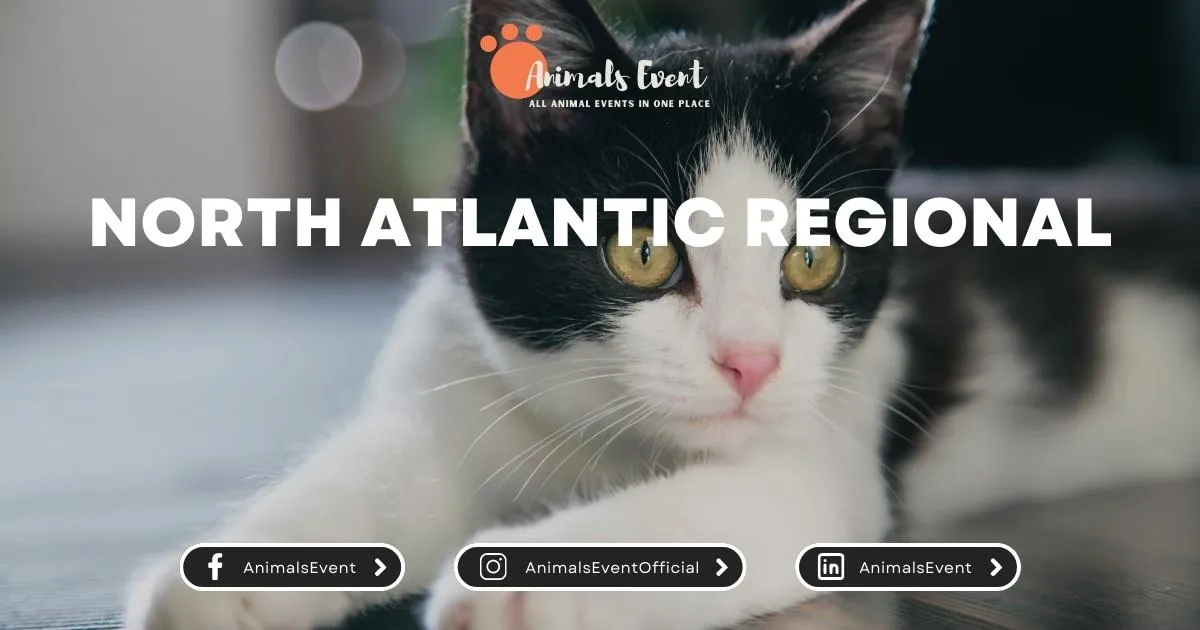 Animals Event
ALL ANIMAL EVENTS IN ONE PLACE
NORTH ATLANTIC REGIONAL
AnimalsEvent
AnimalsEventOfficial
AnimalsEvent